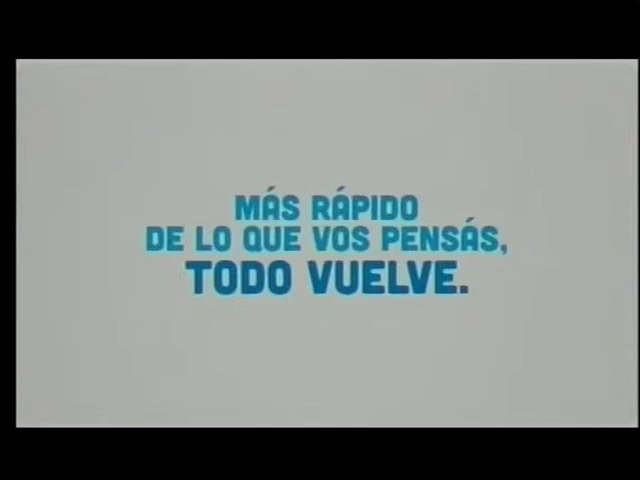 MÁS RÁPIDO
DE LO QUE VOS PENSÁS,
TODO VUELVE.